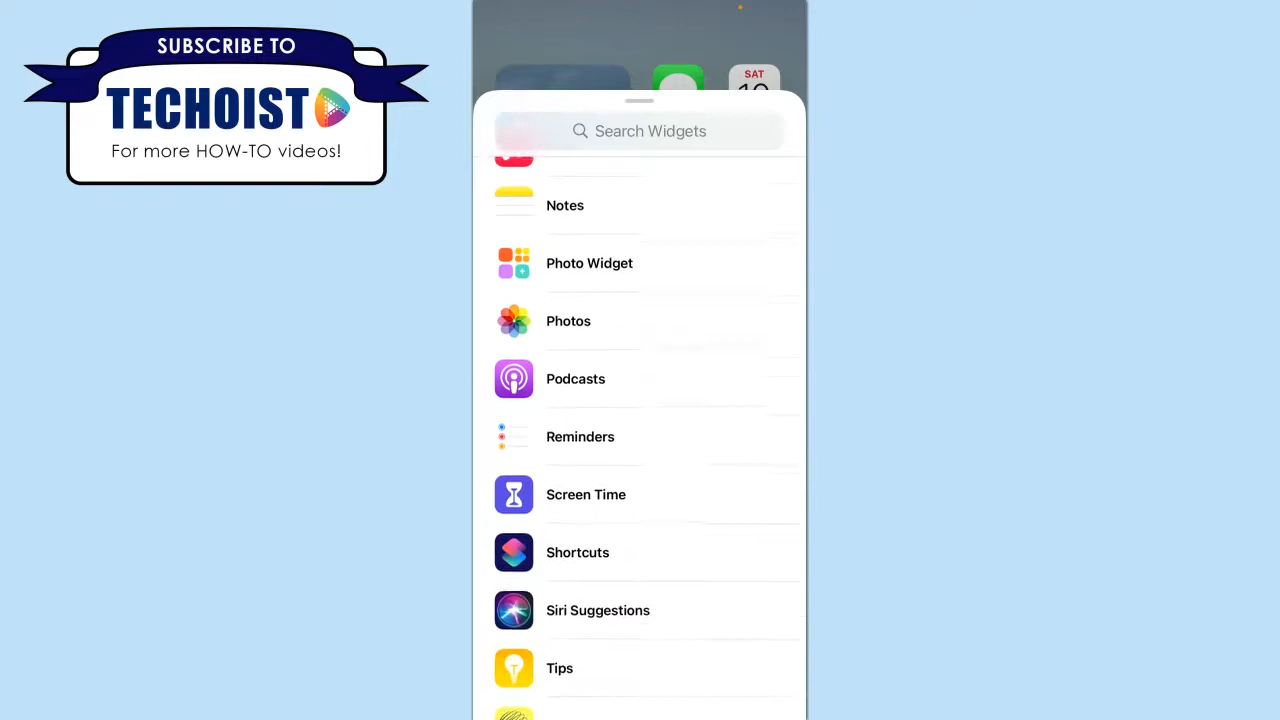 SUBSCRIBE TO
TECHOIST
For more HOW-TO videos!
SAT
Search Widgets
Notes
Photo Widget
Photos
Podcasts
Reminders
Screen Time
Shortcuts
Siri Suggestions
Tips